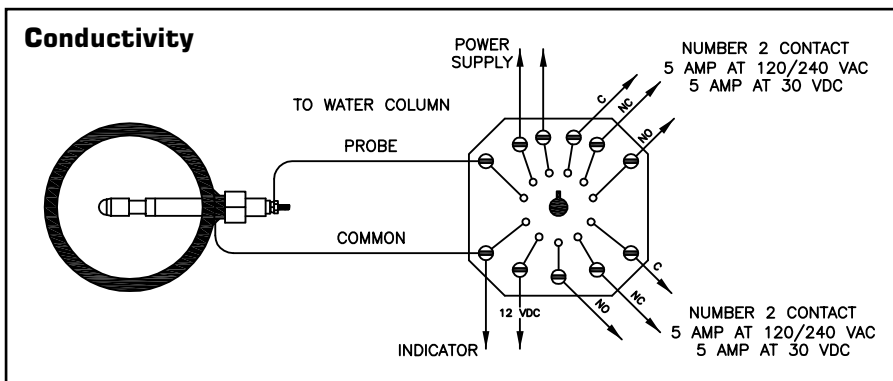 Conductivity
POWER
SUPPLY
NUMBER 2 CONTACT
5 AMP AT 120/240 VAC
5 AMP AT 30 VDC
C
NC
NO
TO WATER COLUMN
PROBE
COMMON
C
NC
NO
12 VDC
INDICATOR
NUMBER 2 CONTACT
5 AMP AT 120/240 VAC
5 AMP AT 30 VDC